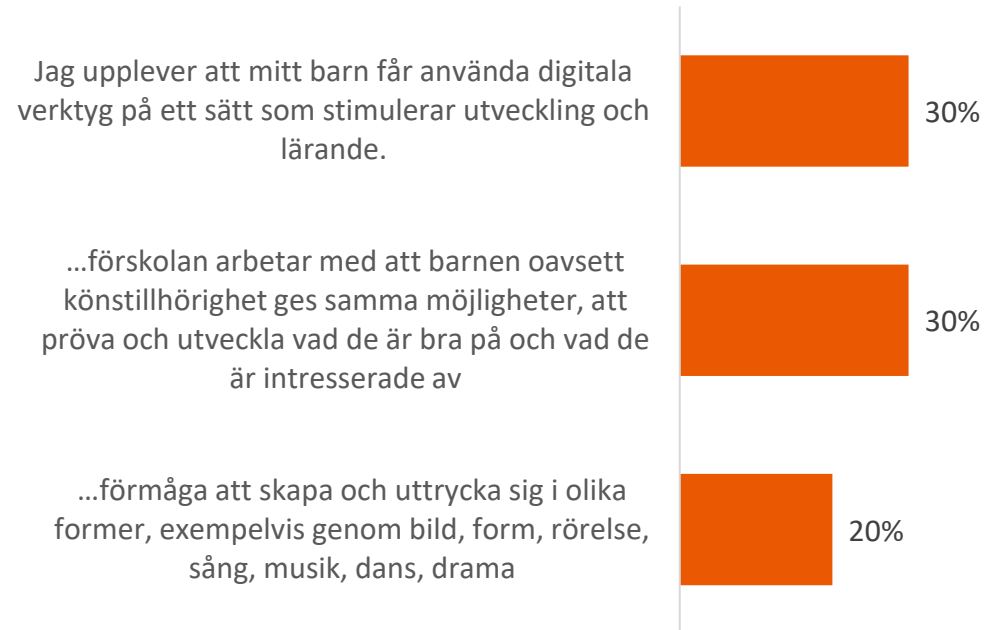 Jag upplever att mitt barn får använda digitala
verktyg på ett sätt som stimulerar utveckling och
lärande.
30%
...förskolan arbetar med att barnen oavsett
könstillhörighet ges samma möjligheter, att
pröva och utveckla vad de är bra på och vad de
är intresserade av
30%
...förmåga att skapa och uttrycka sig i olika
former, exempelvis genom bild, form, rörelse,
sång, musik, dans, drama
20%